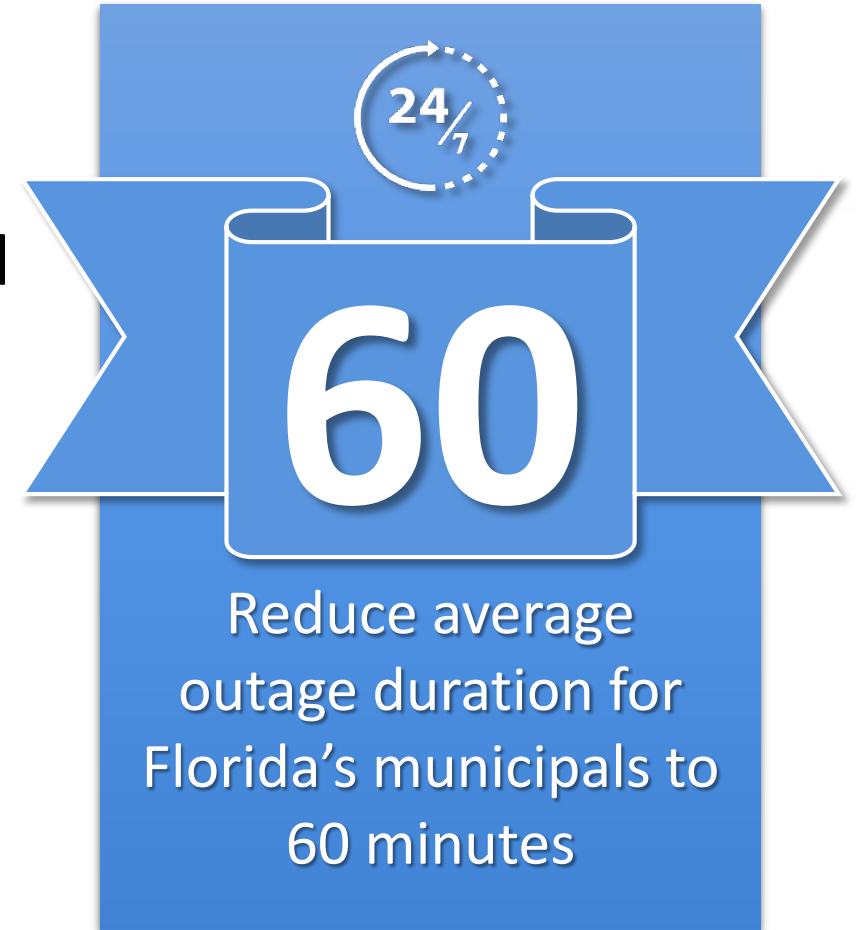 24/7
60
Reduce average
outage duration for
Florida’s municipals to
60 minutes